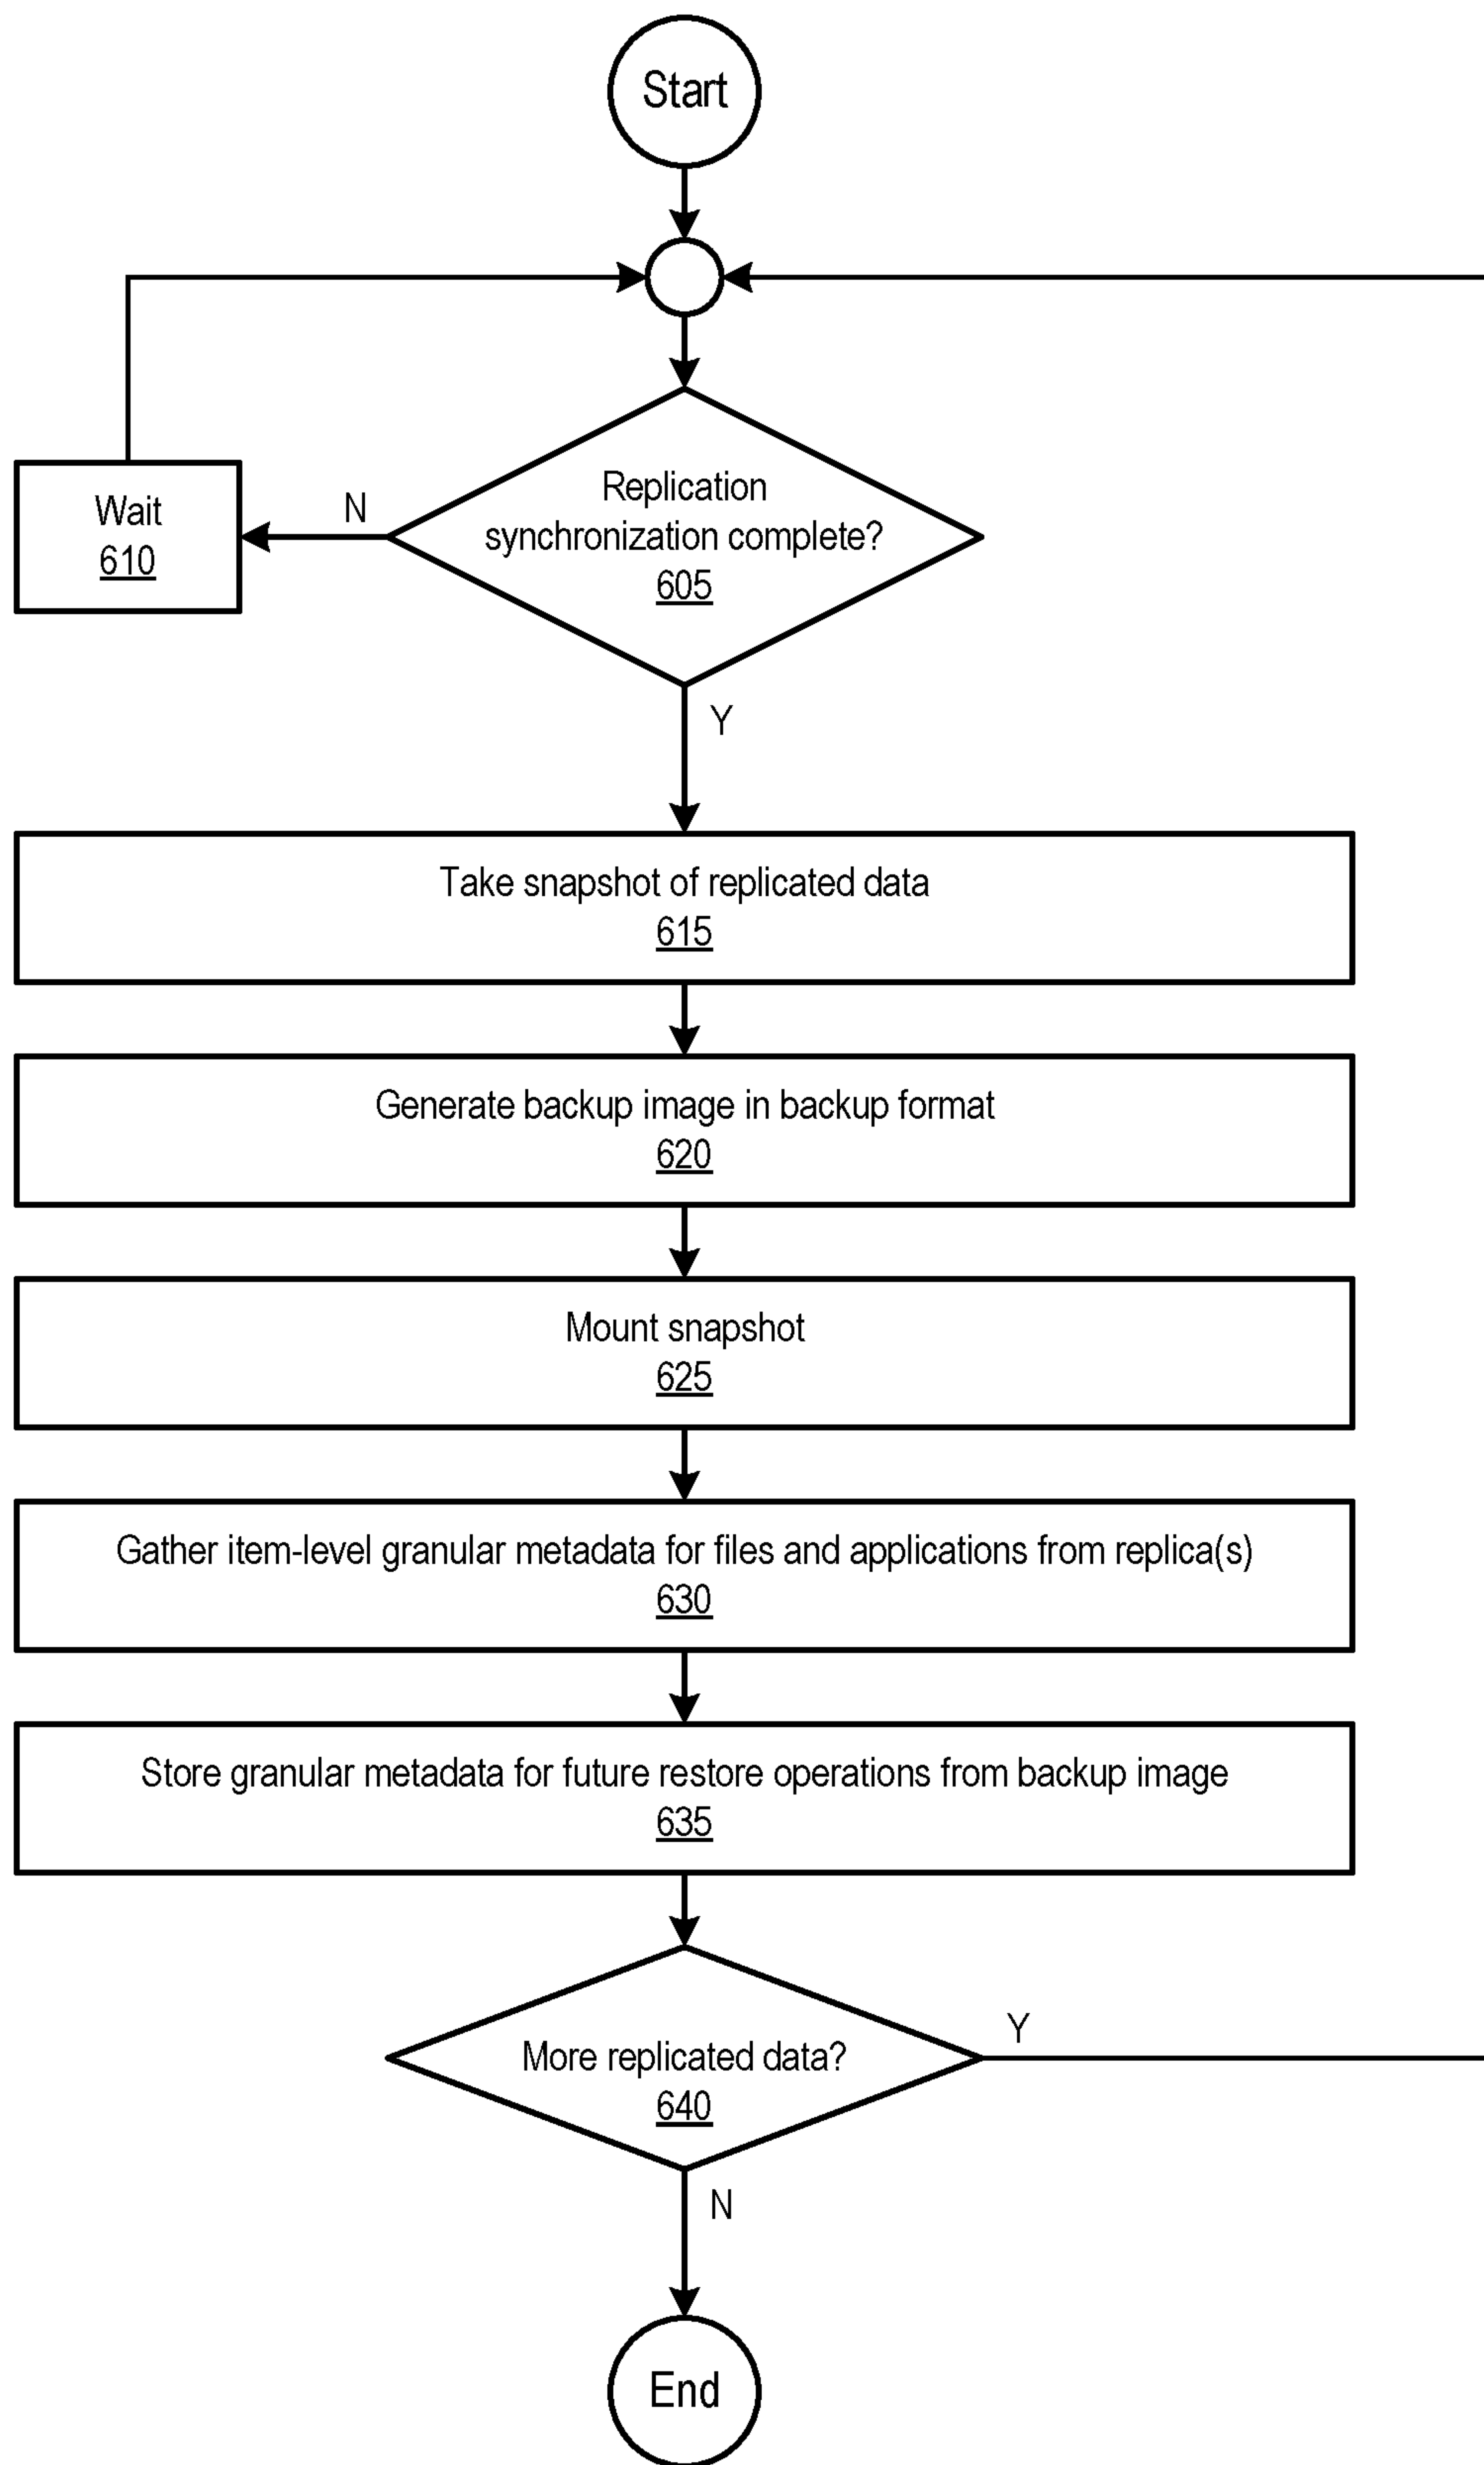 Start
Replication
synchronization complete?
605
N
Wait
610
Y
Take snapshot of replicated data
615
Generate backup image in backup format
620
Mount snapshot
625
Gather item-level granular metadata for files and applications from replica(s)
630
Store granular metadata for future restore operations from backup image
635
More replicated data?
640
Y
N
End